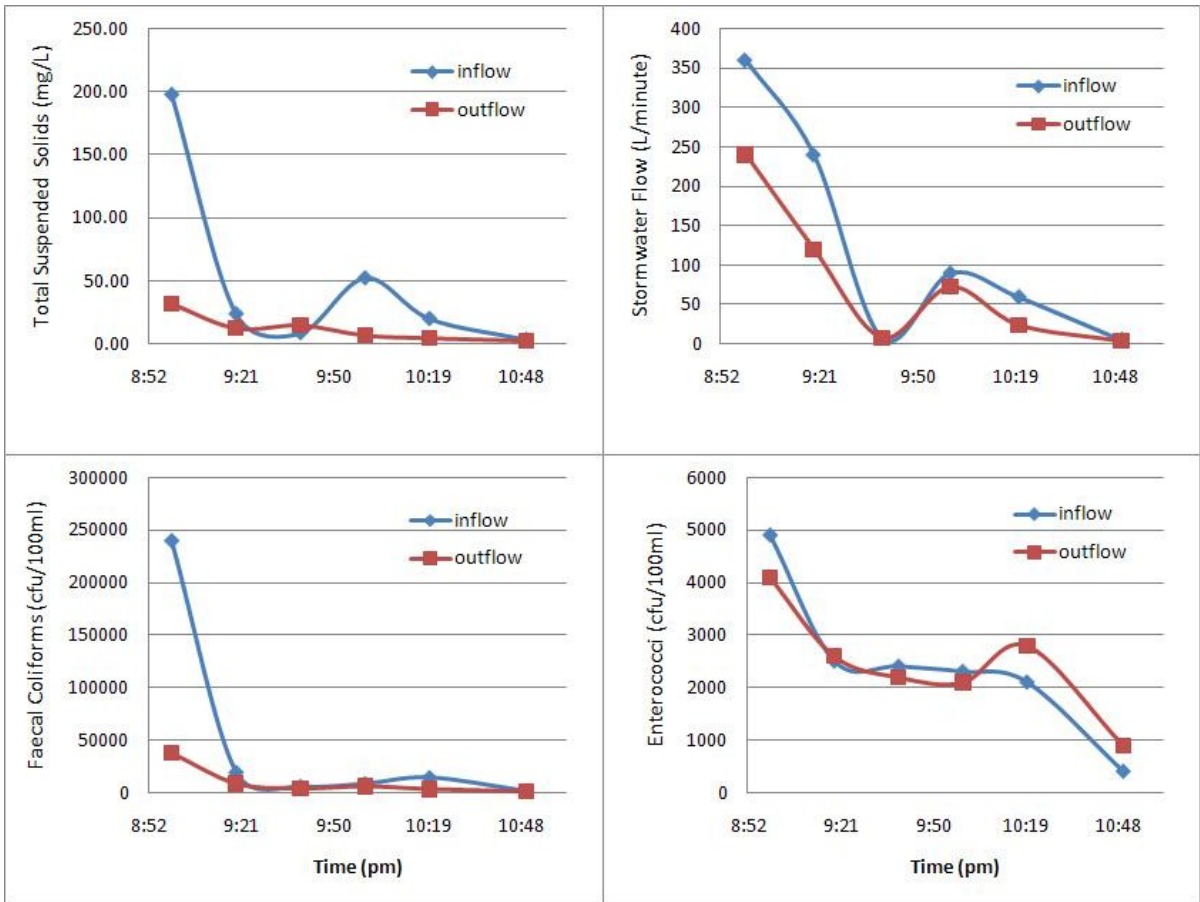 Total Suspended Solids (mg/L)
250.00
200.00
150.00
100.00
50.00
0.00
inflow
outflow
8:52 9:21 9:50 10:19 10:48
Stormwater Flow (L/minute)
400
350
300
250
200
150
100
50
0
inflow
outflow
8:52 9:21 9:50 10:19 10:48
Faecal Coliforms (cfu/100ml)
300000
250000
200000
150000
100000
50000
0
inflow
outflow
8:52 9:21 9:50 10:19 10:48
Time (pm)
Enterococci (cfu/100ml)
6000
5000
4000
3000
2000
1000
0
inflow
outflow
8:52 9:21 9:50 10:19 10:48
Time (pm)